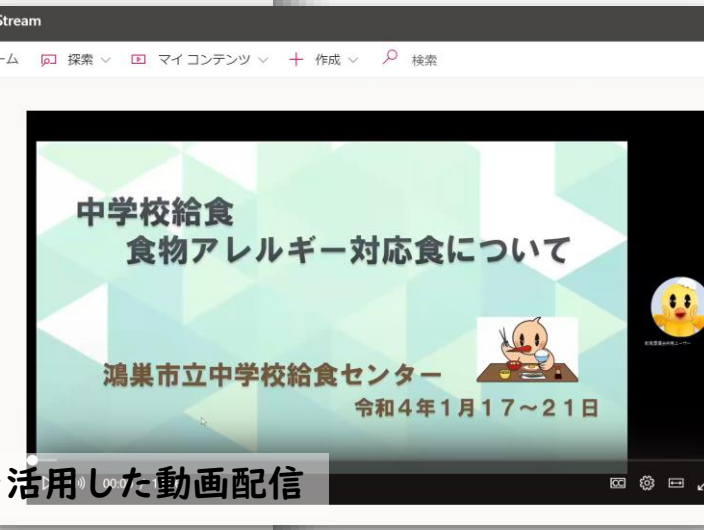 Stream
ーム 探索 マイ コンテンツ 作成 検索
中学校給食
食物アレルギー対応食について
鴻巣市立中学校給食センター
令和４年１月１７～２１日
活用した動画配信